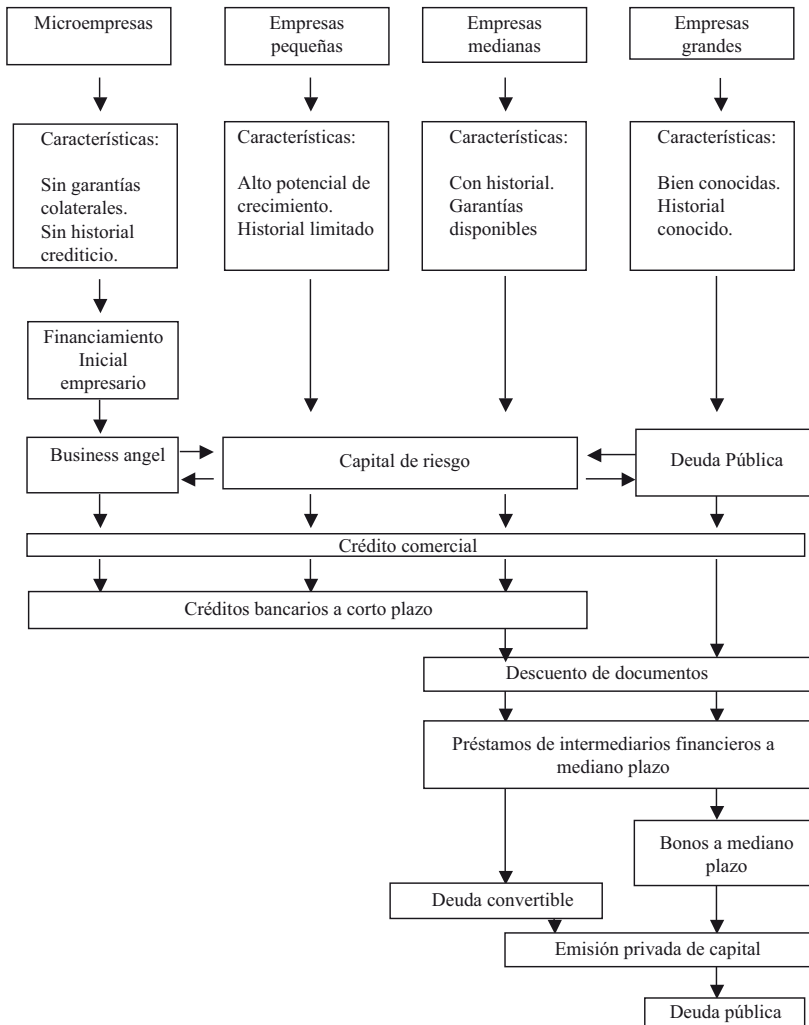 Microempresas
Empresas
pequeñas
Empresas
medianas
Empresas
grandes
Características:
Sin garantías
colaterales.
Sin historial
crediticio.
Características:
Alto potencial de
crecimiento.
Historial limitado
Características:
Con historial.
Garantías
disponibles
Características:
Bien conocidas.
Historial
conocido.
Financiamiento
Inicial
empresario
Business angel
Capital de riesgo
Deuda Pública
Crédito comercial
Créditos bancarios a corto plazo
Descuento de documentos
Préstamos de intermediarios financieros a
mediano plazo
Bonos a mediano
plazo
Deuda convertible
Emisión privada de capital
Deuda pública